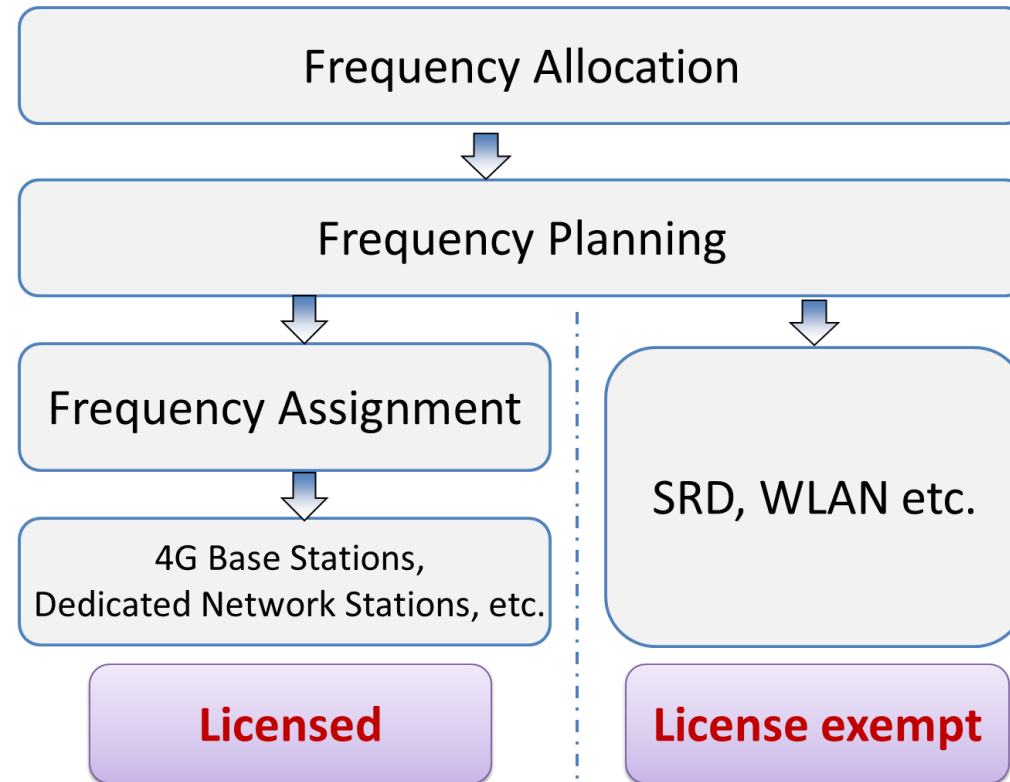 Frequency Allocation
Frequency Planning
Frequency Assignment
4G Base Stations,
Dedicated Network Stations, etc.
SRD, WLAN etc.
Licensed
License exempt